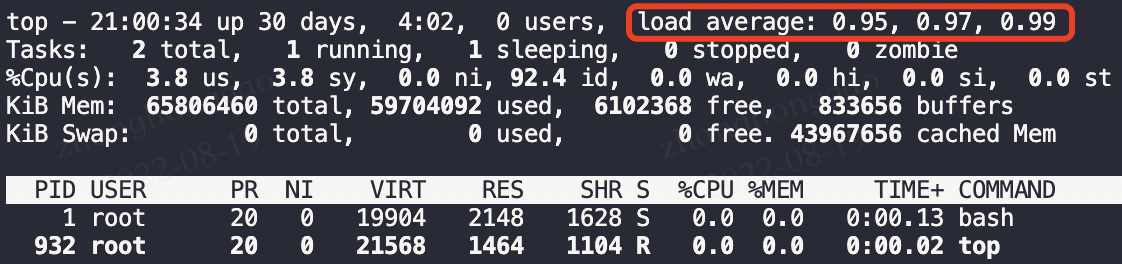 top - 21:00:34 up 30 days,  4:02,  0 users,  load average: 0.95, 0.97, 0.99
Tasks:   2 total,   1 running,   1 sleeping,   0 stopped,   0 zombie
%Cpu(s):  3.8 us,  3.8 sy,  0.0 ni, 92.4 id,  0.0 wa,  0.0 hi,  0.0 si,  0.0 st
KiB Mem:  65806460 total, 59704092 used,  6102368 free,   833656 buffers
KiB Swap:        0 total,        0 used,        0 free. 43967656 cached Mem
PID USER      PR  NI    VIRT    RES    SHR S  %CPU %MEM     TIME+ COMMAND
1 root      20   0   19904   2148   1628 S   0.0  0.0   0:00.13 bash
932 root      20   0   21568   1464   1104 R   0.0  0.0   0:00.02 top